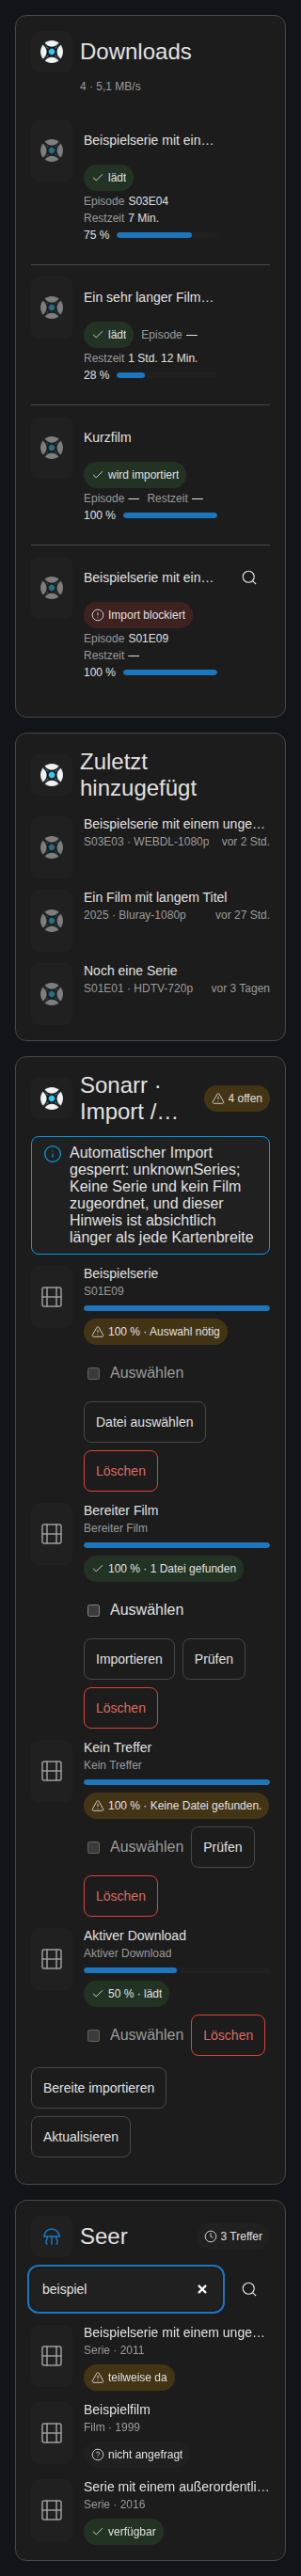 Downloads
4 · 5,1 MB/s
Beispielserie mit ein…
lädt
Episode S03E04
Restzeit 7 Min.
75 %
Ein sehr langer Film…
lädt Episode —
Restzeit 1 Std. 12 Min.
28 %
Kurzfilm
wird importiert
Episode — Restzeit —
100 %
Beispielserie mit ein…
Import blockiert
Episode S01E09
Restzeit —
100 %
Zuletzt
hinzugefügt
Beispielserie mit einem unge…
S03E03 · WEBDL-1080p vor 2 Std.
Ein Film mit langem Titel
2025 · Bluray-1080p vor 27 Std.
Noch eine Serie
S01E01 · HDTV-720p vor 3 Tagen
Sonarr ·
Import /…
4 offen
Automatischer Import
gesperrt: unknownSeries;
Keine Serie und kein Film
zugeordnet, und dieser
Hinweis ist absichtlich
länger als jede Kartenbreite
Beispielserie
S01E09
100 % · Auswahl nötig
Auswählen
Datei auswählen
Löschen
Bereiter Film
Bereiter Film
100 % · 1 Datei gefunden
Auswählen
Importieren Prüfen
Löschen
Kein Treffer
Kein Treffer
100 % · Keine Datei gefunden.
Auswählen Prüfen
Löschen
Aktiver Download
Aktiver Download
50 % · lädt
Auswählen Löschen
Bereite importieren
Aktualisieren
Seer 3 Treffer
beispiel
Beispielserie mit einem unge…
Serie · 2011
teilweise da
Beispielfilm
Film · 1999
nicht angefragt
Serie mit einem außerordentli…
Serie · 2016
verfügbar